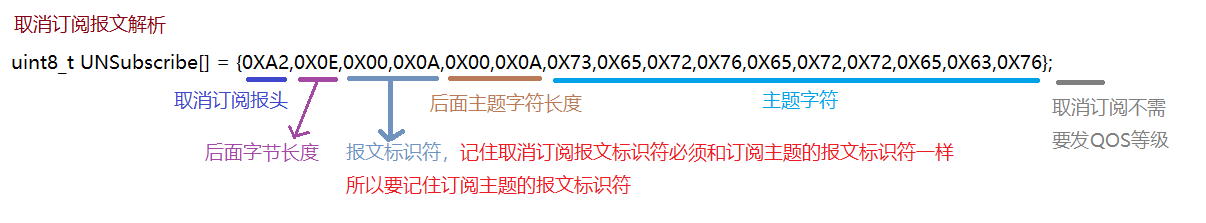 取消订阅报文解析
uint8_t UNSubscribe[] = {0XA2,0X0E,0X00,0X0A,0X00,0X0A,0X73,0X65,0X72,0X76,0X65,0X72,0X72,0X65,0X63,0X76};
取消订阅报头
后面主题字符长度
主题字符
取消订阅不需
要发QOS等级
后面字节长度
报文标识符，记住取消订阅报文标识符必须和订阅主题的报文标识符一样
所以要记住订阅主题的报文标识符